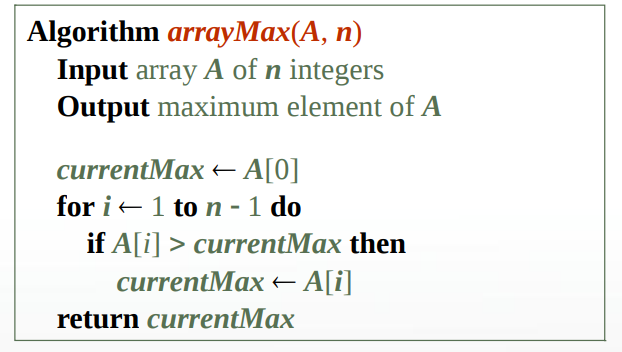 Algorithm arrayMax(A, n)
Input array A of n integers
Output maximum element of A
currentMax ← A[0]
for i ← 1 to n - 1 do
if A[i] > currentMax then
currentMax ← A[i]
return currentMax